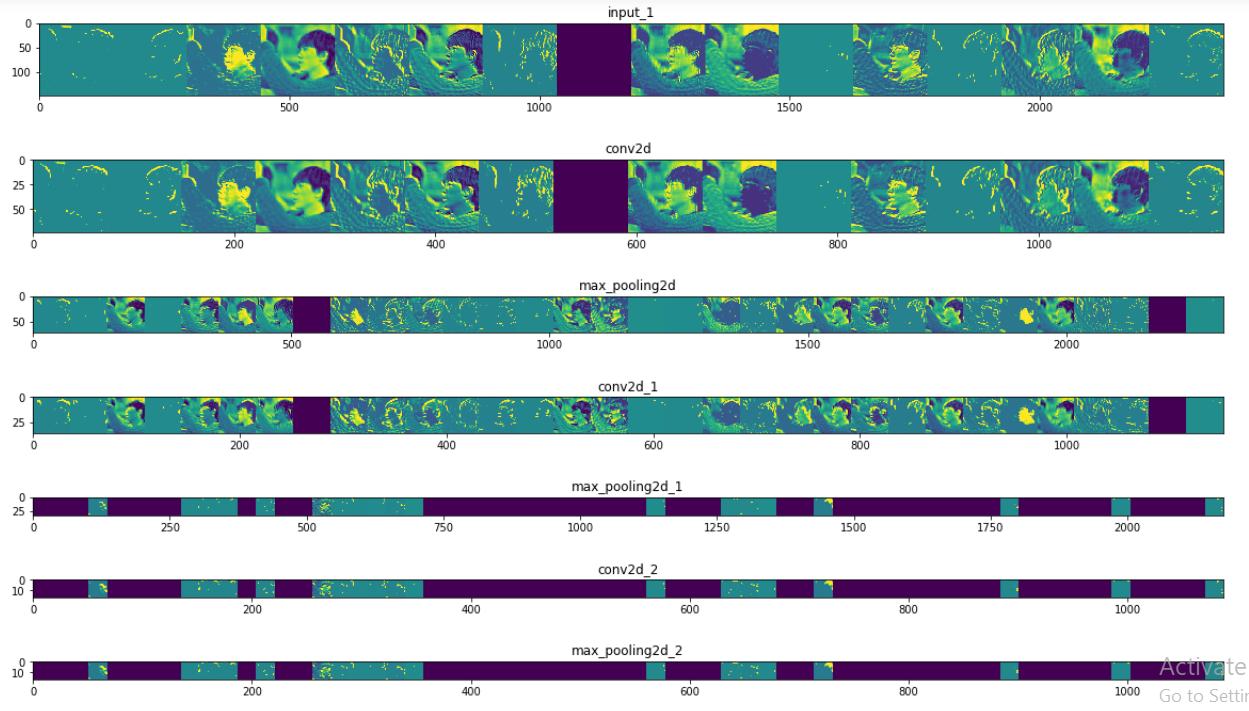 input_1
0
50
100
0 500 1000 1500 2000
conv2d
0
25
50
0 200 400 600 800 1000
max_pooling2d
0
50
0 500 1000 1500 2000
conv2d_1
0
25
0 200 400 600 800 1000
max_pooling2d_1
0
25
0 250 500 750 1000 1250 1500 1750 2000
conv2d_2
0
10
0 200 400 600 800 1000
max_pooling2d_2
0
10
0 200 400 600 800 1000
Activate
Go to Settin